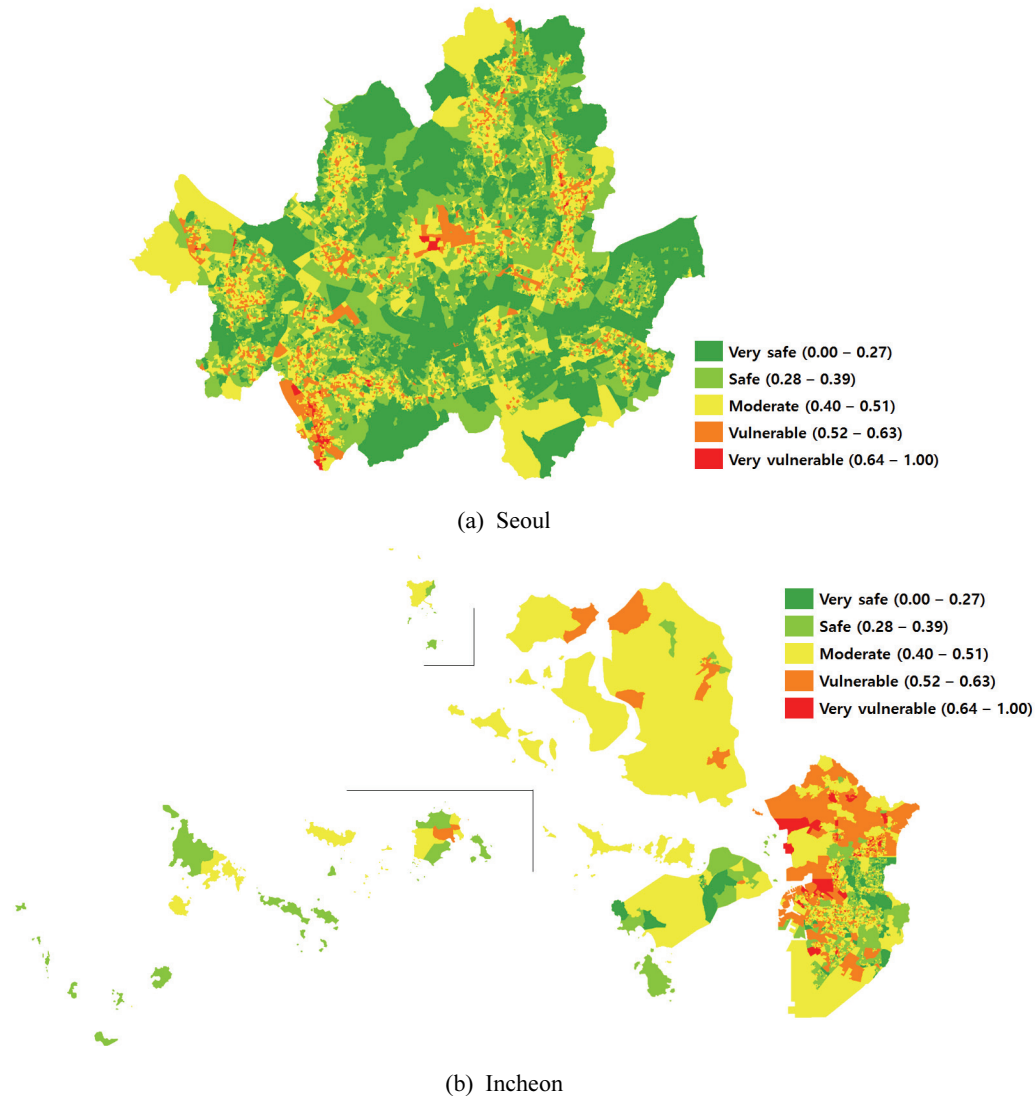 Very safe (0.00 – 0.27)
Safe (0.28 – 0.39)
Moderate (0.40 – 0.51)
Vulnerable (0.52 – 0.63)
Very vulnerable (0.64 – 1.00)
(a) Seoul
Very safe (0.00 – 0.27)
Safe (0.28 – 0.39)
Moderate (0.40 – 0.51)
Vulnerable (0.52 – 0.63)
Very vulnerable (0.64 – 1.00)
(b) Incheon